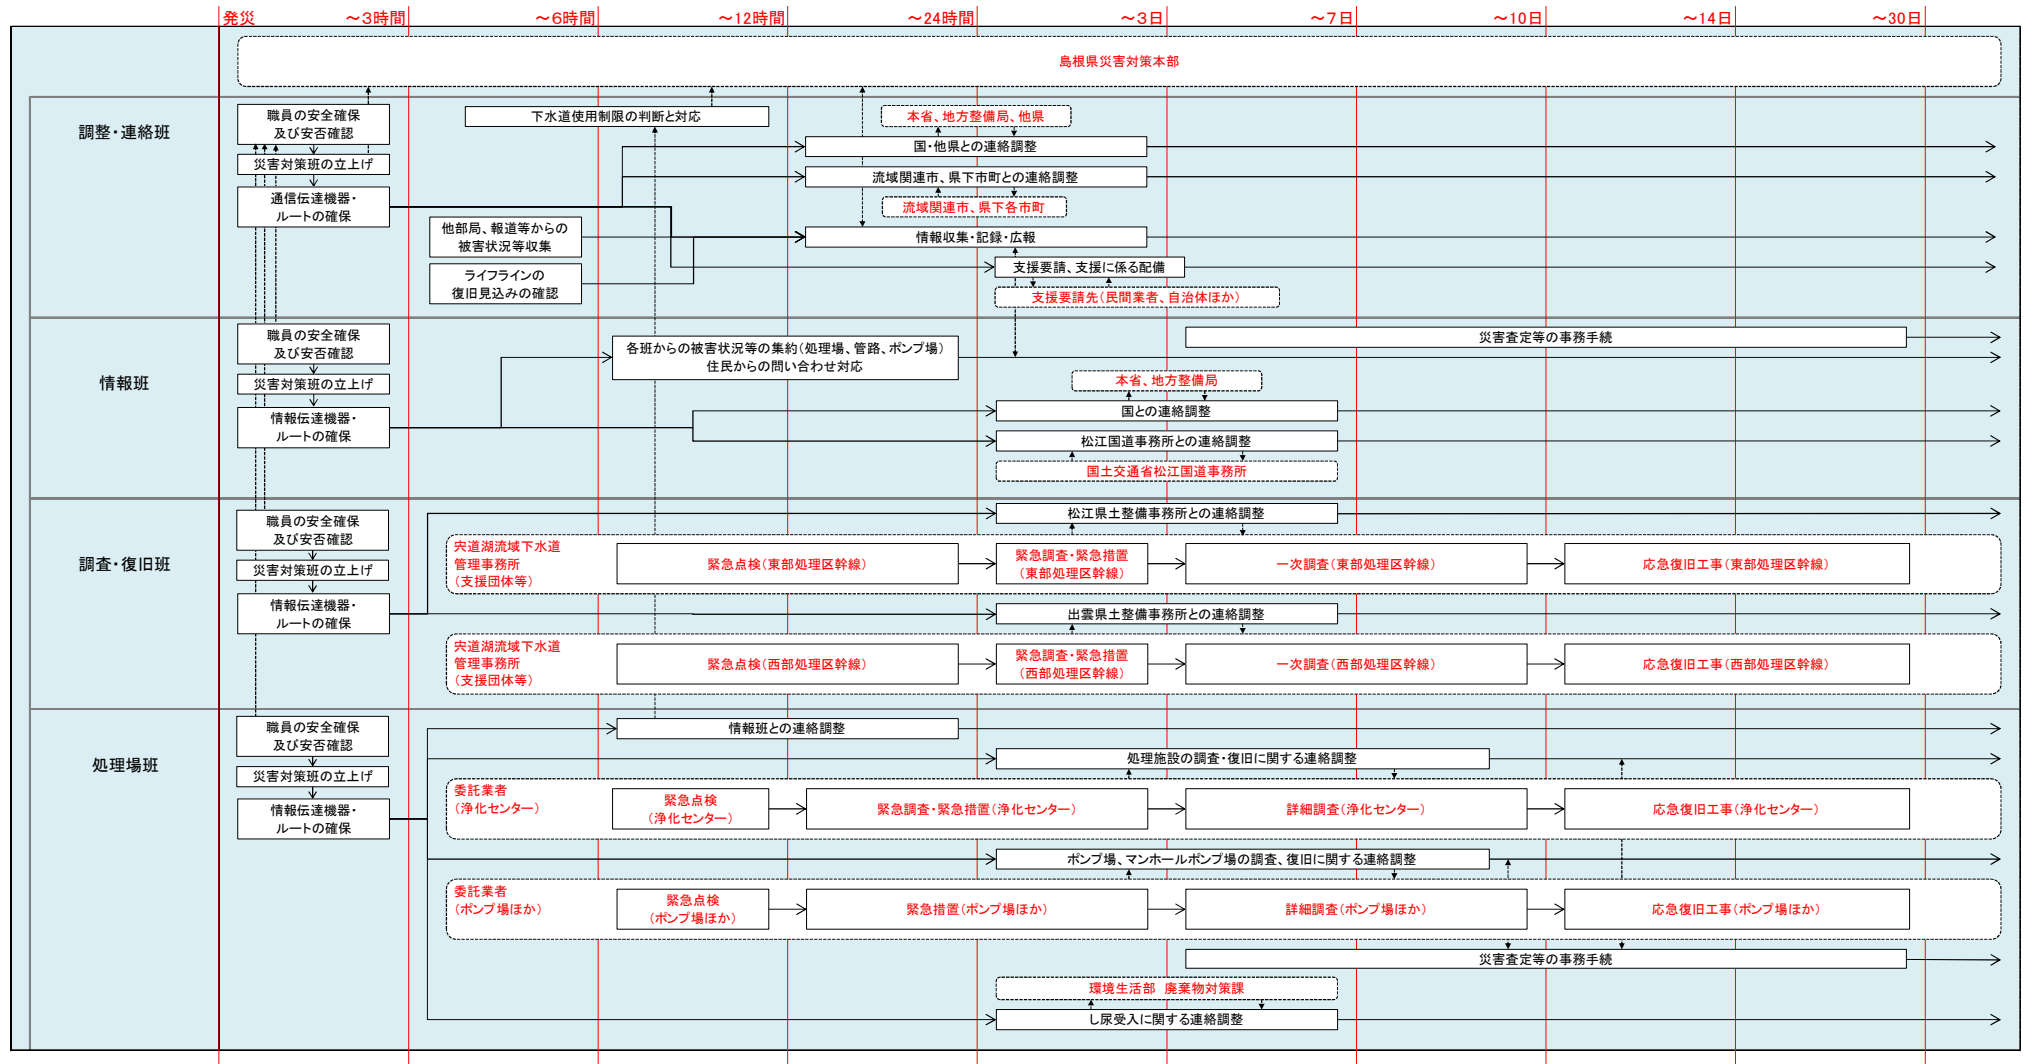 発災
～3時間
～6時間
～12時間
～24時間
～3日
～7日
～10日
～14日
～30日
島根県災害対策本部
調整・連絡班
職員の安全確保
及び安否確認
災害対策班の立上げ
通信伝達機器・
ルートの確保
下水道使用制限の判断と対応
本省、地方整備局、他県
国・他県との連絡調整
流域関連市、県下市町との連絡調整
流域関連市、県下各市町
他部局、報道等からの
被害状況等収集
情報収集・記録・広報
ライフラインの
復旧見込みの確認
支援要請、支援に係る配備
支援要請先(民間業者、自治体ほか)
情報班
職員の安全確保
及び安否確認
災害対策班の立上げ
情報伝達機器・
ルートの確保
各班からの被害状況等の集約(処理場、管路、ポンプ場)
住民からの問い合わせ対応
災害査定等の事務手続
本省、地方整備局
国との連絡調整
松江国道事務所との連絡調整
国土交通省松江国道事務所
調査・復旧班
職員の安全確保
及び安否確認
災害対策班の立上げ
情報伝達機器・
ルートの確保
松江県土整備事務所との連絡調整
宍道湖流域下水道
管理事務所
(支援団体等)
緊急点検(東部処理区幹線)
緊急調査・緊急措置
(東部処理区幹線)
一次調査(東部処理区幹線)
応急復旧工事(東部処理区幹線)
出雲県土整備事務所との連絡調整
宍道湖流域下水道
管理事務所
(支援団体等)
緊急点検(西部処理区幹線)
緊急調査・緊急措置
(西部処理区幹線)
一次調査(西部処理区幹線)
応急復旧工事(西部処理区幹線)
処理場班
職員の安全確保
及び安否確認
災害対策班の立上げ
情報伝達機器・
ルートの確保
情報班との連絡調整
処理施設の調査・復旧に関する連絡調整
委託業者
(浄化センター)
緊急点検
(浄化センター)
緊急調査・緊急措置(浄化センター)
詳細調査(浄化センター)
応急復旧工事(浄化センター)
ポンプ場、マンホールポンプ場の調査、復旧に関する連絡調整
委託業者
(ポンプ場ほか)
緊急点検
(ポンプ場ほか)
緊急措置(ポンプ場ほか)
詳細調査(ポンプ場ほか)
応急復旧工事(ポンプ場ほか)
災害査定等の事務手続
環境生活部 廃棄物対策課
し尿受入に関する連絡調整